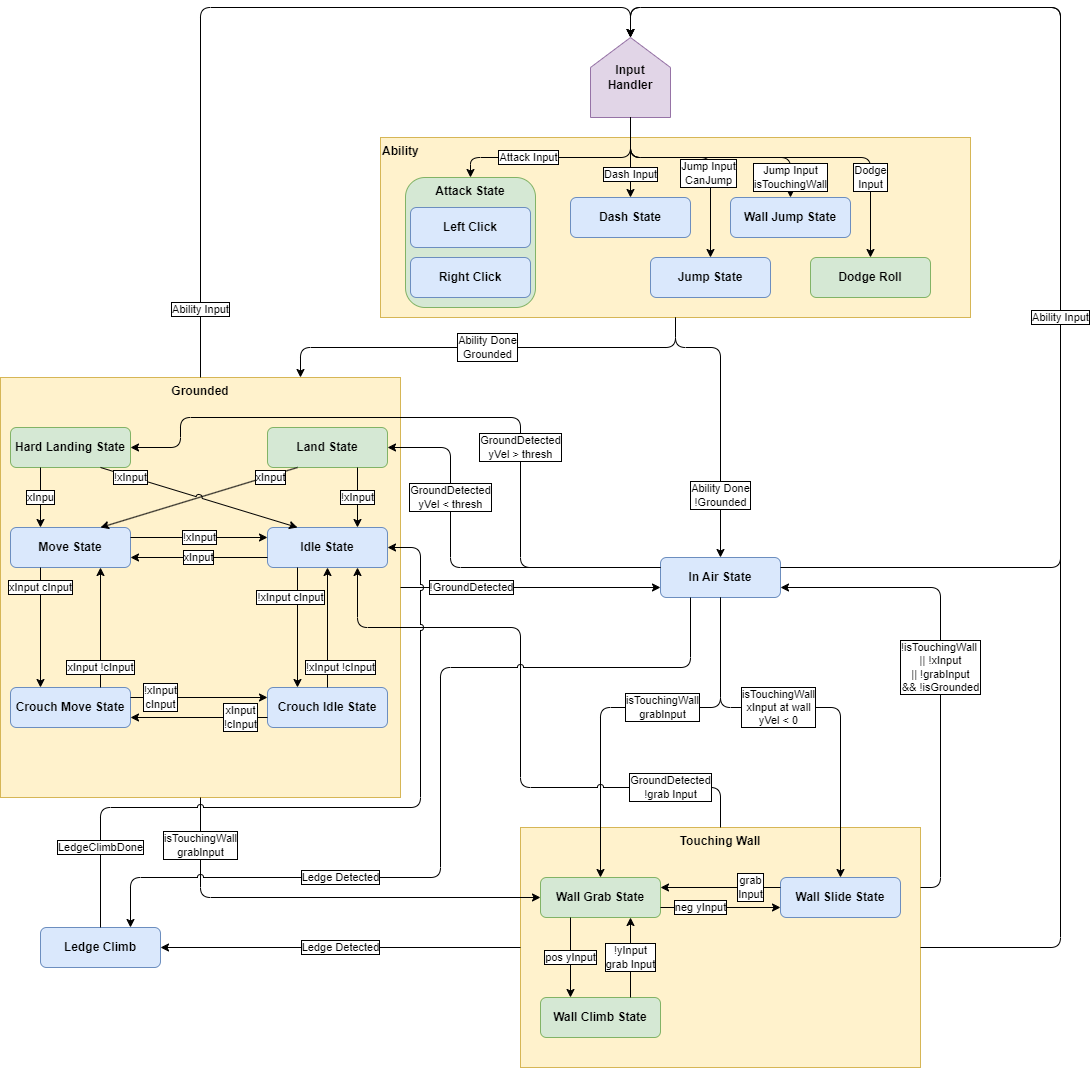 Input
Handler
Ability
Attack Input
Dash Input
Jump Input
CanJump
Jump Input
isTouchingWall
Dodge
Input
Attack State
Left Click
Right Click
Dash State
Wall Jump State
Jump State
Dodge Roll
Ability Input
Ability Input
Ability Done
Grounded
Grounded
Hard Landing State
Land State
GroundDetected
yVel > thresh
GroundDetected
yVel < thresh
Ability Done
!Grounded
xInpu
!xInput
xInput
!xInput
Move State
!xInput
xInput
Idle State
In Air State
xInput cInput
!xInput cInput
!GroundDetected
xInput !cInput
!xInput !cInput
!isTouchingWall
|| !xInput
|| !grabInput
&& !isGrounded
Crouch Move State
!xInput
cInput
xInput
!cInput
Crouch Idle State
isTouchingWall
grabInput
isTouchingWall
xInput at wall
yVel < 0
GroundDetected
!grab Input
LedgeClimbDone
isTouchingWall
grabInput
Touching Wall
Ledge Detected
Wall Grab State
grab
Input
neg yInput
Wall Slide State
Ledge Climb
Ledge Detected
pos yInput
!yInput
grab Input
Wall Climb State